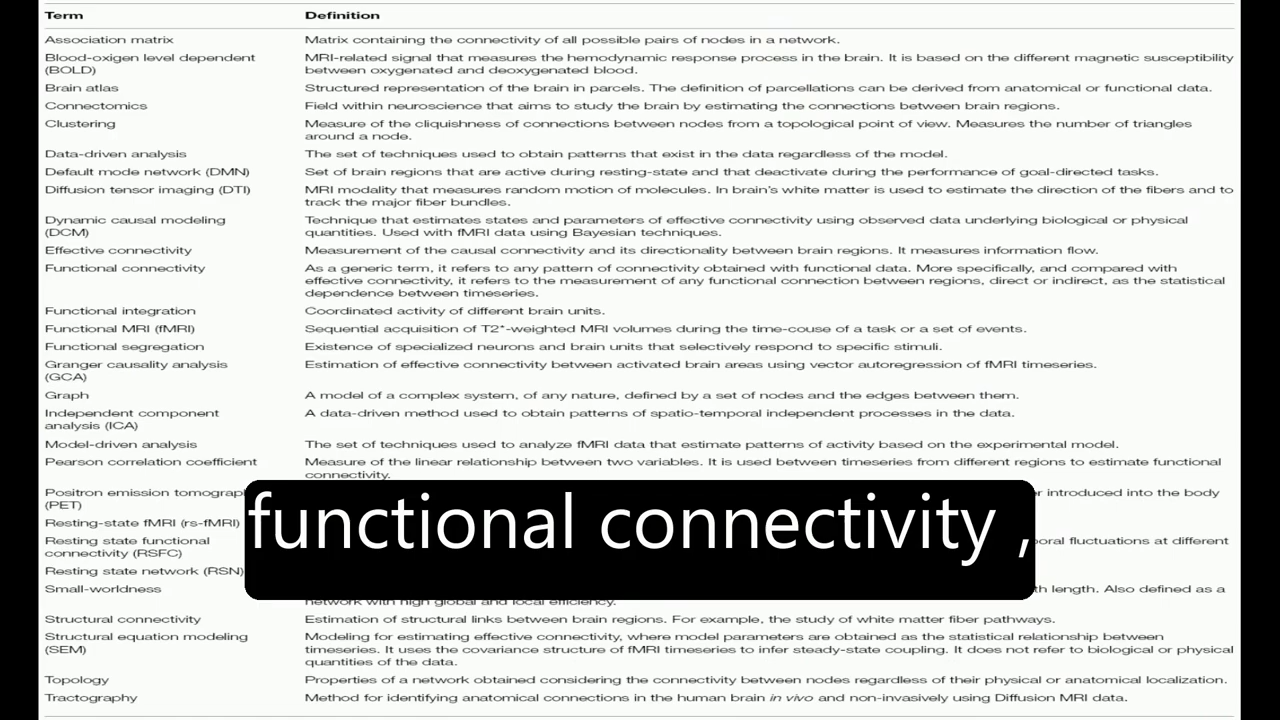 Term Definition
Association matrix Matrix containing the connectivity of all possible pairs of nodes in a network.
Blood-oxigen level dependent MRI-related signal that measures the hemodynamic response process in the brain. It is based on the different magnetic susceptibility
(BOLD) between oxygenated and deoxygenated blood.
Brain atlas Structured representation of the brain in parcels. The definition of parcellations can be derived from anatomical or functional data.
Connectomics Field within neuroscience that aims to study the brain by estimating the connections between brain regions.
Clustering Measure of the cliquishness of connections between nodes from a topological point of view. Measures the number of triangles
around a node.
Data-driven analysis The set of techniques used to obtain patterns that exist in the data regardless of the model.
Default mode network (DMN) Set of brain regions that are active during resting-state and that deactivate during the performance of goal-directed tasks.
Diffusion tensor imaging (DTI) MRI modality that measures random motion of molecules. In brain's white matter is used to estimate the direction of the fibers and to
track the major fiber bundles.
Dynamic causal modeling Technique that estimates states and parameters of effective connectivity using observed data underlying biological or physical
(DCM) quantities. Used with fMRI data using Bayesian techniques.
Effective connectivity Measurement of the causal connectivity and its directionality between brain regions. It measures information flow.
Functional connectivity As a generic term, it refers to any pattern of connectivity obtained with functional data. More specifically, and compared with
effective connectivity, it refers to the measurement of any functional connection between regions, direct or indirect, as the statistical
dependence between timeseries.
Functional integration Coordinated activity of different brain units.
Functional MRI (fMRI) Sequential acquisition of T2*-weighted MRI volumes during the time-couse of a task or a set of events.
Functional segregation Existence of specialized neurons and brain units that selectively respond to specific stimuli.
Granger causality analysis Estimation of effective connectivity between activated brain areas using vector autoregression of fMRI timeseries.
(GCA)
Graph A model of a complex system, of any nature, defined by a set of nodes and the edges between them.
Independent component A data-driven method used to obtain patterns of spatio-temporal independent processes in the data.
analysis (ICA)
Model-driven analysis The set of techniques used to analyze fMRI data that estimate patterns of activity based on the experimental model.
Pearson correlation coefficient Measure of the linear relationship between two variables. It is used between timeseries from different regions to estimate functional
connectivity.
Positron emission introduced into the body
(PET)
functional connectivity ,
Resting-state fMRI (rs-fMRI)
Resting state functional fluctuations at different
connectivity (RSFC)
Resting state network (RSN)
Small-worldness length. Also defined as a
network with high global and local efficiency.
Structural connectivity Estimation of structural links between brain regions. For example, the study of white matter fiber pathways.
Structural equation modeling Modeling for estimating effective connectivity, where model parameters are obtained as the statistical relationship between
(SEM) timeseries. It uses the covariance structure of fMRI timeseries to infer steady-state coupling. It does not refer to biological or physical
quantities of the data.
Topology Properties of a network obtained considering the connectivity between nodes regardless of their physical or anatomical localization.
Tractography Method for identifying anatomical connections in the human brain in vivo and non-invasively using Diffusion MRI data.